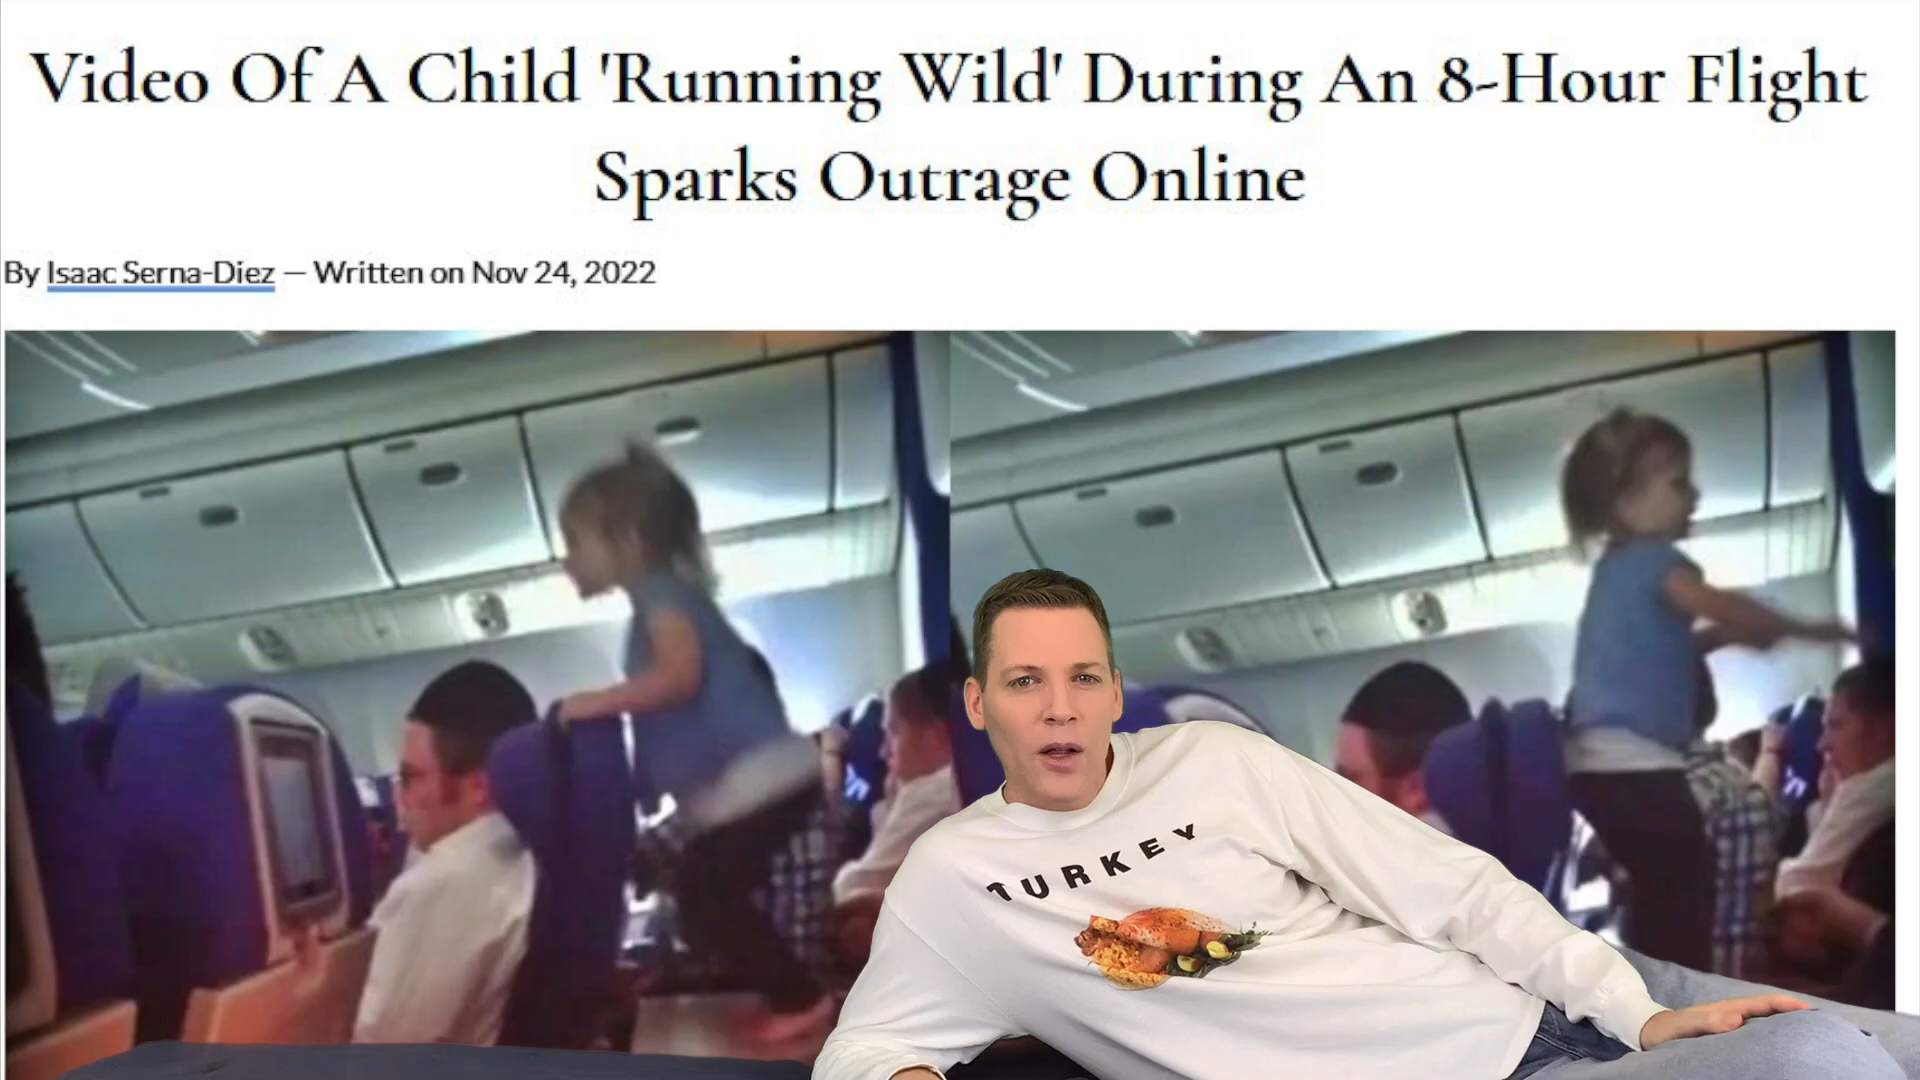 Video Of A Child 'Running Wild' During An 8-Hour Flight
Sparks Outrage Online
By Isaac Serna-Diez — Written on Nov 24, 2022
TURKEY